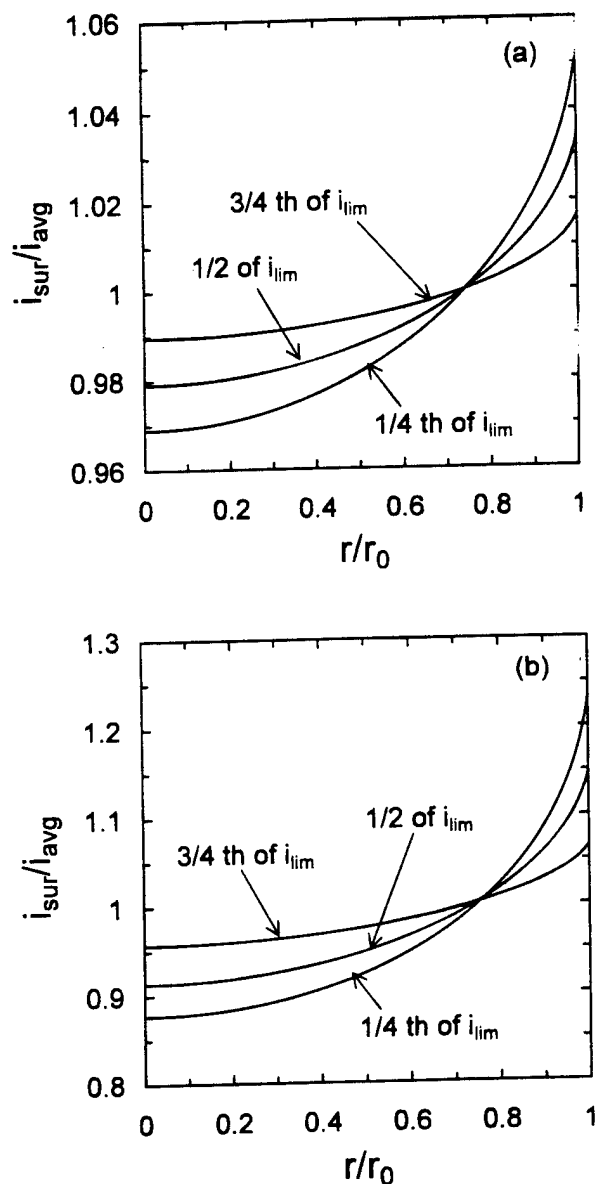 1.06
(a)
1.04
1.02
3/4 th of i_lim
1/2 of i_lim
1
0.98
1/4 th of i_lim
0.96
i_sur/i_avg
0 0.2 0.4 0.6 0.8 1
r/r_0
1.3
(b)
1.2
1/2 of i_lim
1.1
3/4 th of i_lim
1
0.9
1/4 th of i_lim
0.8
i_sur/i_avg
0 0.2 0.4 0.6 0.8 1
r/r_0